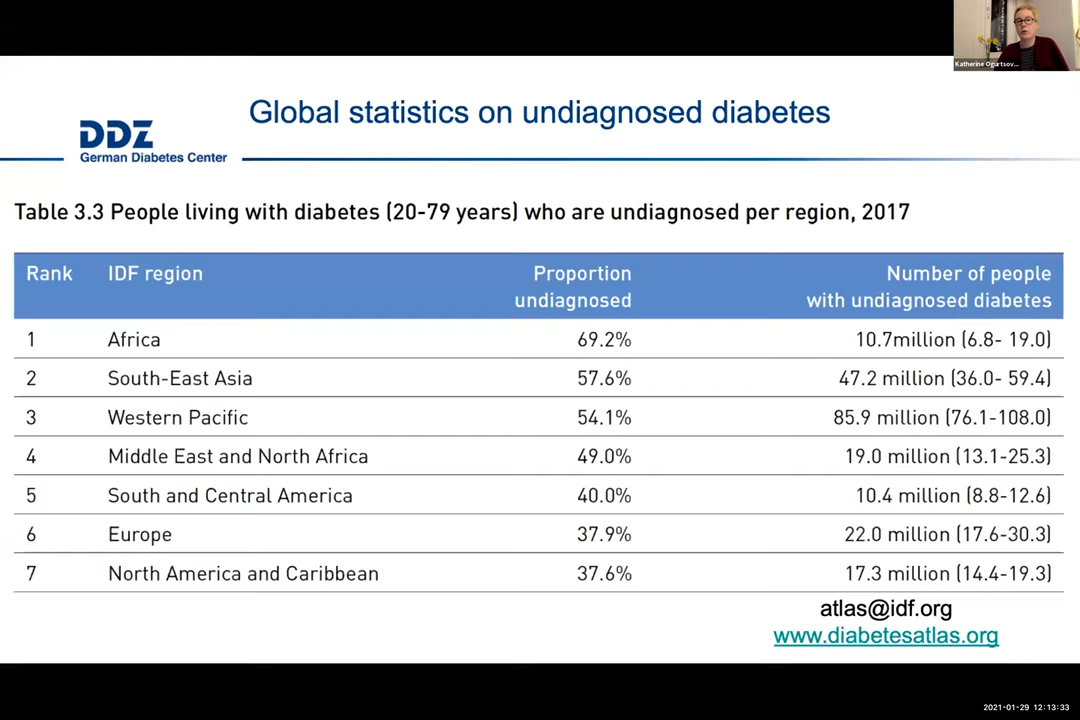 Katherine Ogurtsov...
Global statistics on undiagnosed diabetes
DDZ
German Diabetes Center
Table 3.3 People living with diabetes (20-79 years) who are undiagnosed per region, 2017
Rank IDF region Proportion undiagnosed Number of people with undiagnosed diabetes
1 Africa 69.2% 10.7million (6.8- 19.0)
2 South-East Asia 57.6% 47.2 million (36.0- 59.4)
3 Western Pacific 54.1% 85.9 million (76.1-108.0)
4 Middle East and North Africa 49.0% 19.0 million (13.1-25.3)
5 South and Central America 40.0% 10.4 million (8.8-12.6)
6 Europe 37.9% 22.0 million (17.6-30.3)
7 North America and Caribbean 37.6% 17.3 million (14.4-19.3)
atlas@idf.org
www.diabetesatlas.org
2021-01-29 12:13:33